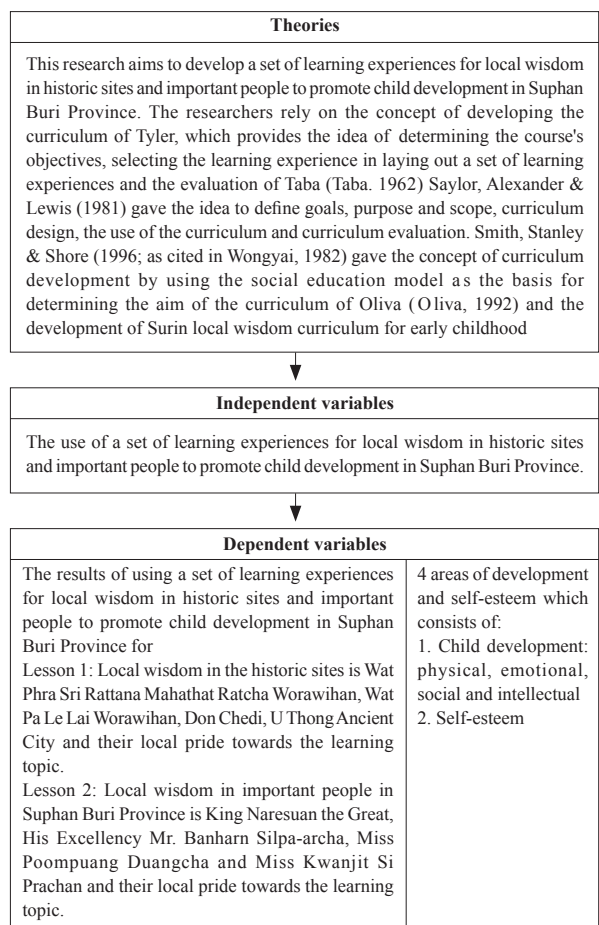 Theories
This research aims to develop a set of learning experiences for local wisdom
in historic sites and important people to promote child development in Suphan
Buri Province. The researchers rely on the concept of developing the
curriculum of Tyler, which provides the idea of determining the course's
objectives, selecting the learning experience in laying out a set of learning
experiences and the evaluation of Taba (Taba. 1962) Saylor, Alexander &
Lewis (1981) gave the idea to define goals, purpose and scope, curriculum
design, the use of the curriculum and curriculum evaluation. Smith, Stanley
& Shore (1996; as cited in Wongyai, 1982) gave the concept of curriculum
development by using the social education model as the basis for
determining the aim of the curriculum of Oliva (Oliva, 1992) and the
development of Surin local wisdom curriculum for early childhood
Independent variables
The use of a set of learning experiences for local wisdom in historic sites
and important people to promote child development in Suphan Buri Province.
Dependent variables
The results of using a set of learning experiences
for local wisdom in historic sites and important
people to promote child development in Suphan
Buri Province for
Lesson 1: Local wisdom in the historic sites is Wat
Phra Sri Rattana Mahathat Ratcha Worawihan, Wat
Pa Le Lai Worawihan, Don Chedi, U Thong Ancient
City and their local pride towards the learning
topic.
Lesson 2: Local wisdom in important people in
Suphan Buri Province is King Naresuan the Great,
His Excellency Mr. Banharn Silpa-archa, Miss
Poompuang Duangcha and Miss Kwanjit Si
Prachan and their local pride towards the learning
topic.
4 areas of development
and self-esteem which
consists of:
1. Child development:
physical, emotional,
social and intellectual
2. Self-esteem